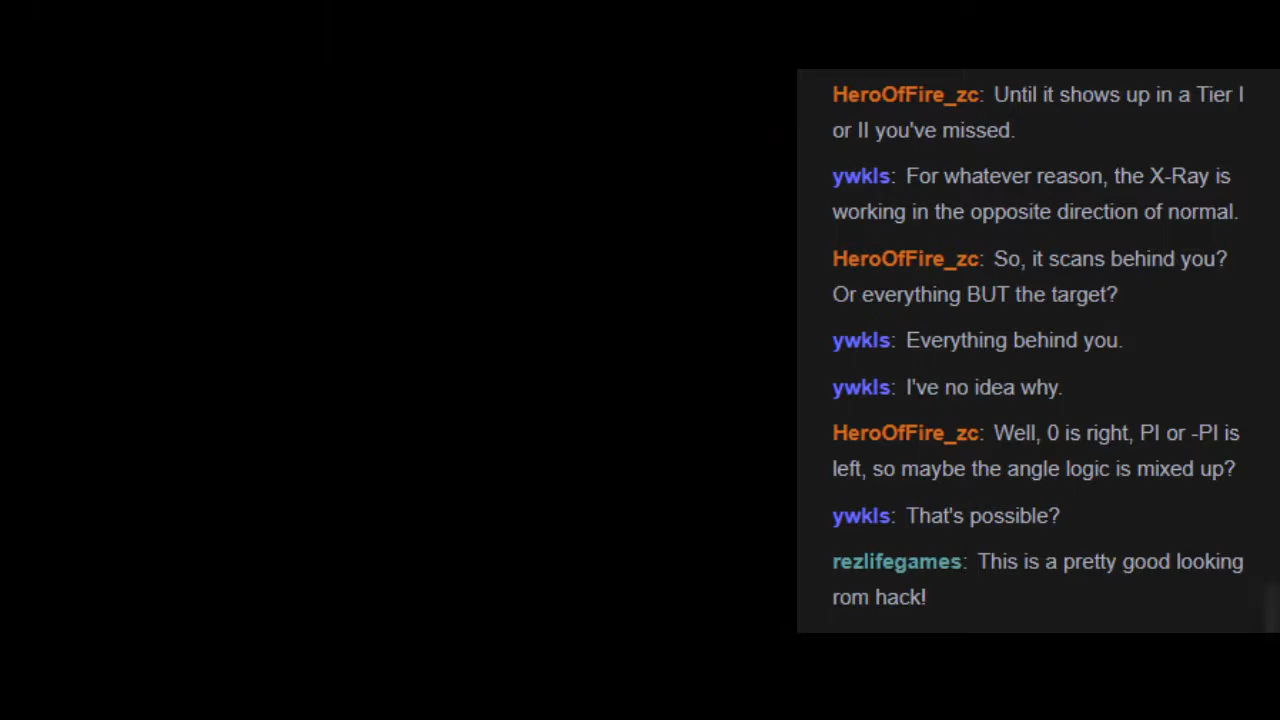 HeroOfFire_zc: Until it shows up in a Tier I
or II you've missed.
ywkls: For whatever reason, the X-Ray is
working in the opposite direction of normal.
HeroOfFire_zc: So, it scans behind you?
Or everything BUT the target?
ywkls: Everything behind you.
ywkls: I've no idea why.
HeroOfFire_zc: Well, 0 is right, PI or -PI is
left, so maybe the angle logic is mixed up?
ywkls: That's possible?
rezlifegames: This is a pretty good looking
rom hack!